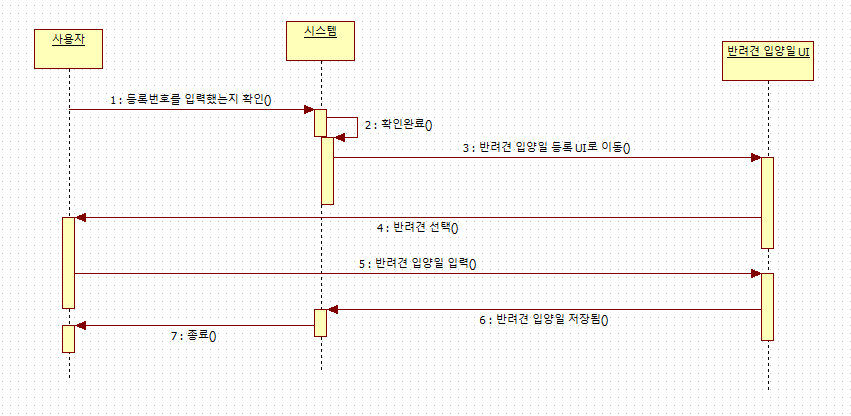 사용자
시스템
반려견 입양일 UI
1 : 등록번호를 입력했는지 확인()
2 : 확인완료()
3 : 반려견 입양일 등록 UI로 이동()
4 : 반려견 선택()
5 : 반려견 입양일 입력()
6 : 반려견 입양일 저장됨()
7 : 종료()